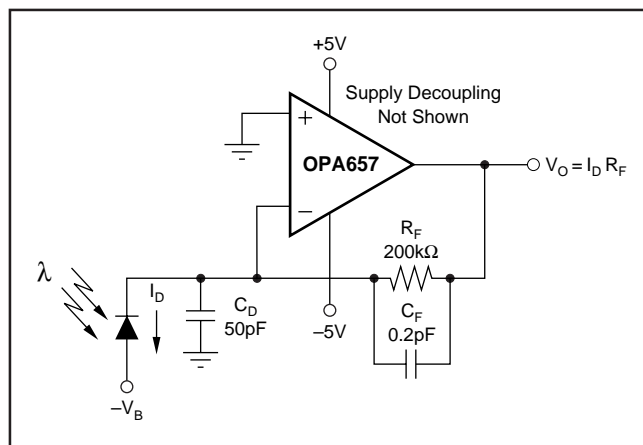 +5V
Supply Decoupling
Not Shown
+
OPA657
−
V_O = I_D R_F
R_F
200kΩ
λ
I_D
C_D
50pF
−5V
C_F
0.2pF
−V_B